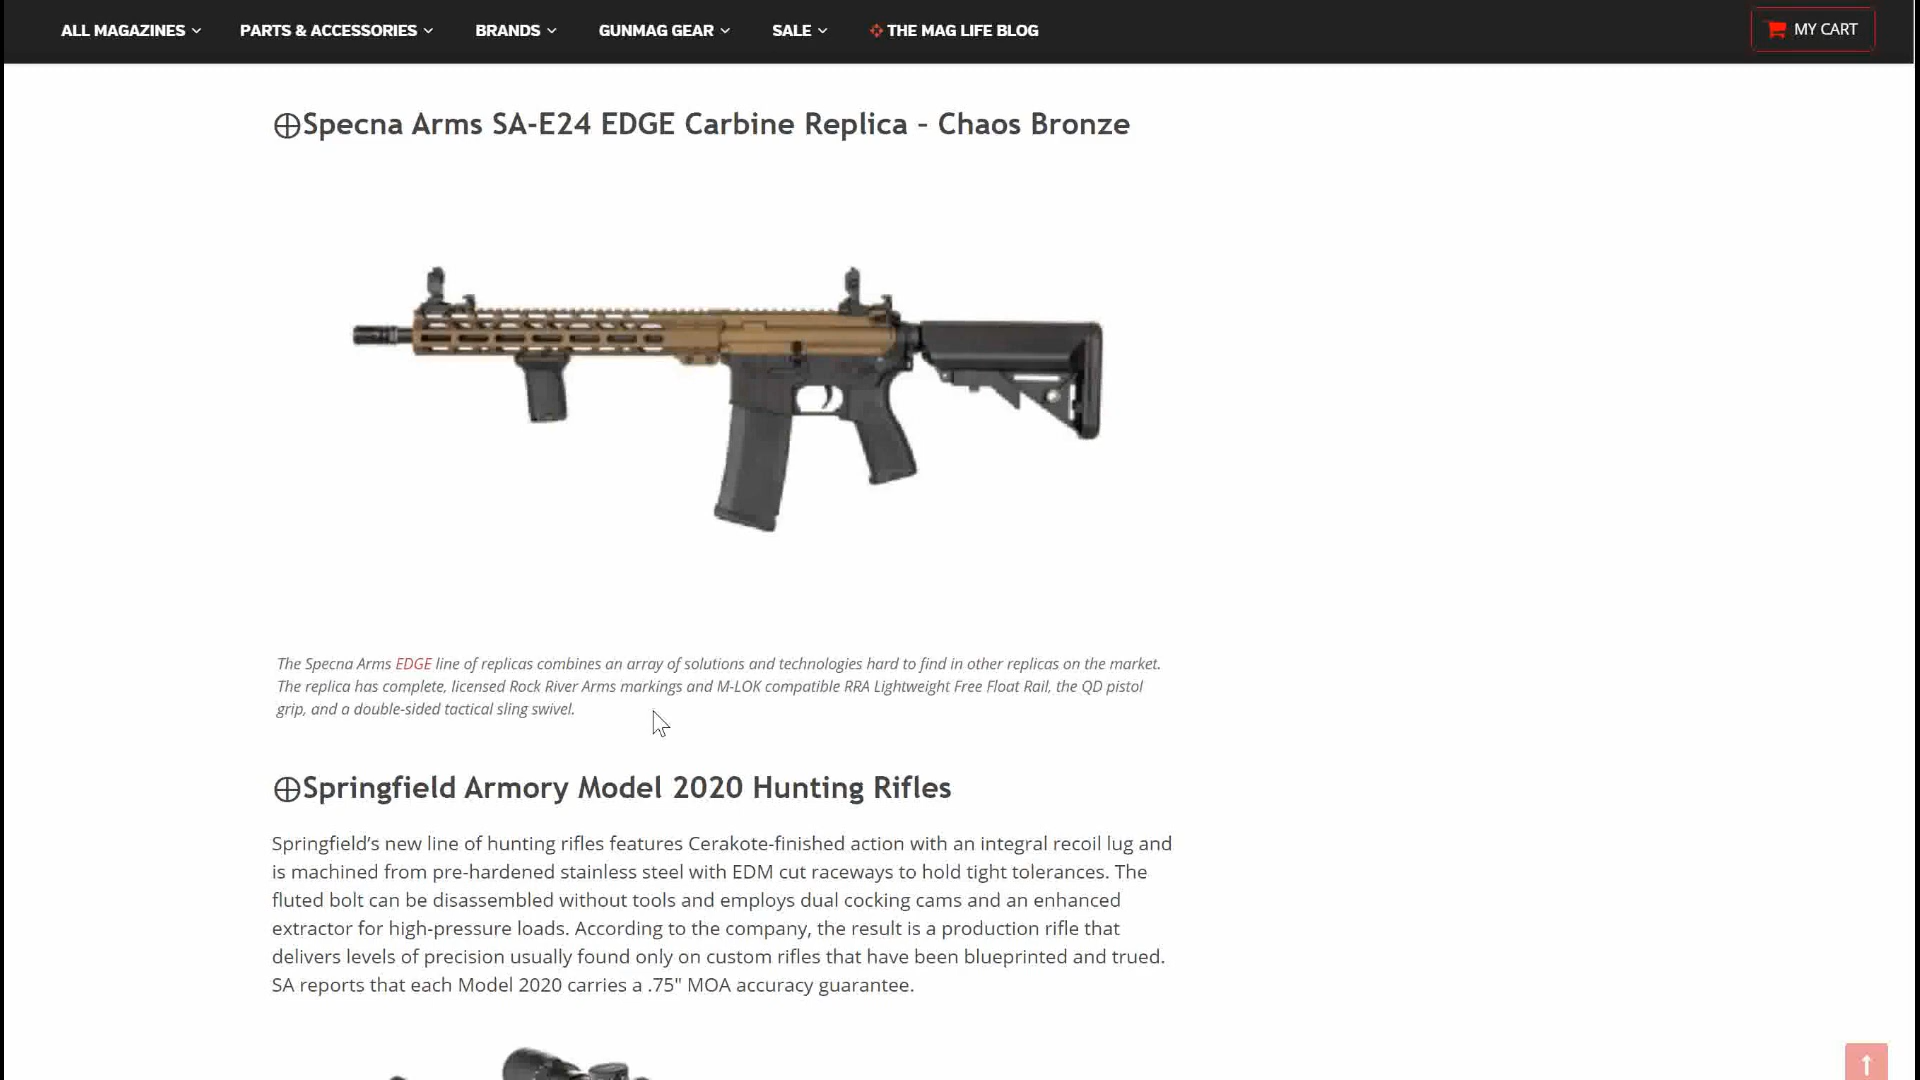 ALL MAGAZINES PARTS & ACCESSORIES BRANDS GUNMAG GEAR SALE THE MAG LIFE BLOG MY CART
⨁Specna Arms SA-E24 EDGE Carbine Replica – Chaos Bronze
The Specna Arms EDGE line of replicas combines an array of solutions and technologies hard to find in other replicas on the market.
The replica has complete, licensed Rock River Arms markings and M-LOK compatible RRA Lightweight Free Float Rail, the QD pistol
grip, and a double-sided tactical sling swivel.
⨁Springfield Armory Model 2020 Hunting Rifles
Springfield’s new line of hunting rifles features Cerakote-finished action with an integral recoil lug and
is machined from pre-hardened stainless steel with EDM cut raceways to hold tight tolerances. The
fluted bolt can be disassembled without tools and employs dual cocking cams and an enhanced
extractor for high-pressure loads. According to the company, the result is a production rifle that
delivers levels of precision usually found only on custom rifles that have been blueprinted and trued.
SA reports that each Model 2020 carries a .75" MOA accuracy guarantee.